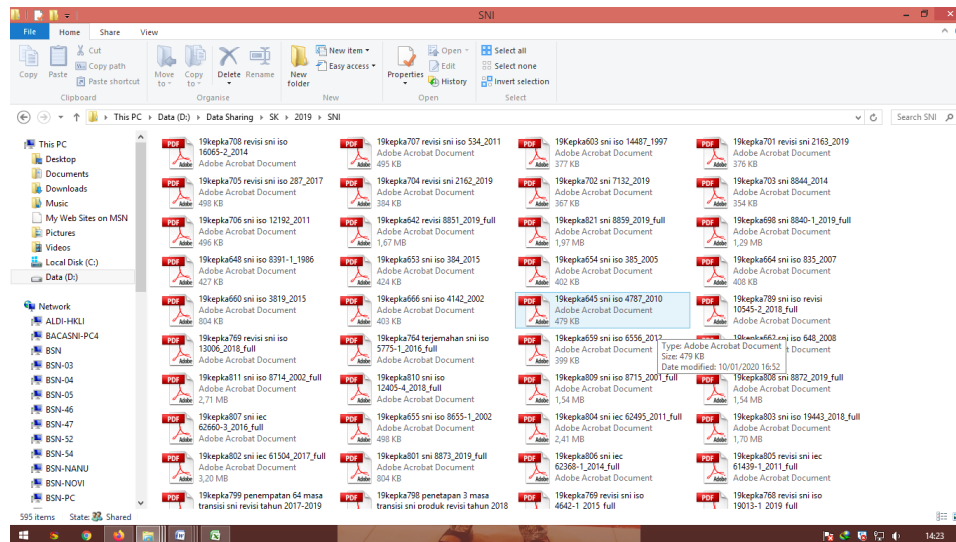 SNI
File Home Share View
Copy
Paste
Cut
Copy path
Paste shortcut
Clipboard
Move to
Copy to
Delete
Rename
Organise
New folder
New item
Easy access
New
Properties
Open
Edit
History
Open
Select all
Select none
Invert selection
Select
This PC Data (D:) Data Sharing SK 2019 SNI
Search SNI
This PC
Desktop
Documents
Downloads
Music
My Web Sites on MSN
Pictures
Videos
Local Disk (C:)
Data (D:)
Network
ALDI-HKLI
BACASNI-PC4
BSN
BSN-03
BSN-04
BSN-05
BSN-46
BSN-47
BSN-52
BSN-54
BSN-NANU
BSN-NOVI
BSN-PC
19kepka708 revisi sni iso
16065-2_2014
Adobe Acrobat Document
19kepka707 revisi sni iso 534_2011
Adobe Acrobat Document
495 KB
19Kepka603 sni iso 14487_1997
Adobe Acrobat Document
377 KB
19kepka701 revisi sni 2163_2019
Adobe Acrobat Document
376 KB
19kepka705 revisi sni iso 287_2017
Adobe Acrobat Document
498 KB
19kepka704 revisi sni 2162_2019
Adobe Acrobat Document
384 KB
19kepka702 sni 7132_2019
Adobe Acrobat Document
367 KB
19kepka703 sni 8844_2014
Adobe Acrobat Document
354 KB
19kepka706 sni iso 12192_2011
Adobe Acrobat Document
496 KB
19kepka642 revisi 8851_2019_full
Adobe Acrobat Document
1,67 MB
19kepka821 sni 8859_2019_full
Adobe Acrobat Document
1,97 MB
19kepka698 sni 8840-1_2019_full
Adobe Acrobat Document
1,29 MB
19kepka648 sni iso 8391-1_1986
Adobe Acrobat Document
427 KB
19kepka653 sni iso 384_2015
Adobe Acrobat Document
424 KB
19kepka654 sni iso 385_2005
Adobe Acrobat Document
402 KB
19kepka664 sni iso 835_2007
Adobe Acrobat Document
408 KB
19kepka660 sni iso 3819_2015
Adobe Acrobat Document
804 KB
19kepka666 sni iso 4142_2002
Adobe Acrobat Document
403 KB
19kepka645 sni iso 4787_2010
Adobe Acrobat Document
479 KB
19kepka789 sni iso revisi
10545-2_2018_full
Adobe Acrobat Document
19kepka769 revisi sni iso
13006_2018_full
Adobe Acrobat Document
19kepka764 terjemahan sni iso
5775-1_2016_full
Adobe Acrobat Document
19kepka659 sni iso 6556_2012
Adobe Acrobat Document
399 KB
19kepka662 sni iso 648_2008
Document
Type: Adobe Acrobat Document
Size: 479 KB
Date modified: 10/01/2020 16:52
19kepka811 sni iso 8714_2002_full
Adobe Acrobat Document
2,71 MB
19kepka810 sni iso
12405-4_2018_full
Adobe Acrobat Document
19kepka809 sni iso 8715_2001_full
Adobe Acrobat Document
1,54 MB
19kepka808 sni 8872_2019_full
Adobe Acrobat Document
1,54 MB
19kepka807 sni iec
62660-3_2016_full
Adobe Acrobat Document
19kepka655 sni iso 8655-1_2002
Adobe Acrobat Document
498 KB
19kepka804 sni iec 62495_2011_full
Adobe Acrobat Document
2,41 MB
19kepka803 sni iso 19443_2018_full
Adobe Acrobat Document
1,70 MB
19kepka802 sni iec 61504_2017_full
Adobe Acrobat Document
3,20 MB
19kepka801 sni 8873_2019_full
Adobe Acrobat Document
804 KB
19kepka806 sni iec
62368-1_2014_full
Adobe Acrobat Document
19kepka805 revisi sni iec
61439-1_2011_full
Adobe Acrobat Document
19kepka799 penempatan 64 masa
transisi sni revisi tahun 2017-2019
19kepka798 penetapan 3 masa
transisi sni produk revisi tahun 2018
19kepka769 revisi sni iso
4642-1_2015_full
19kepka768 revisi sni iso
19013-1_2019_full
595 items State: Shared
14:23